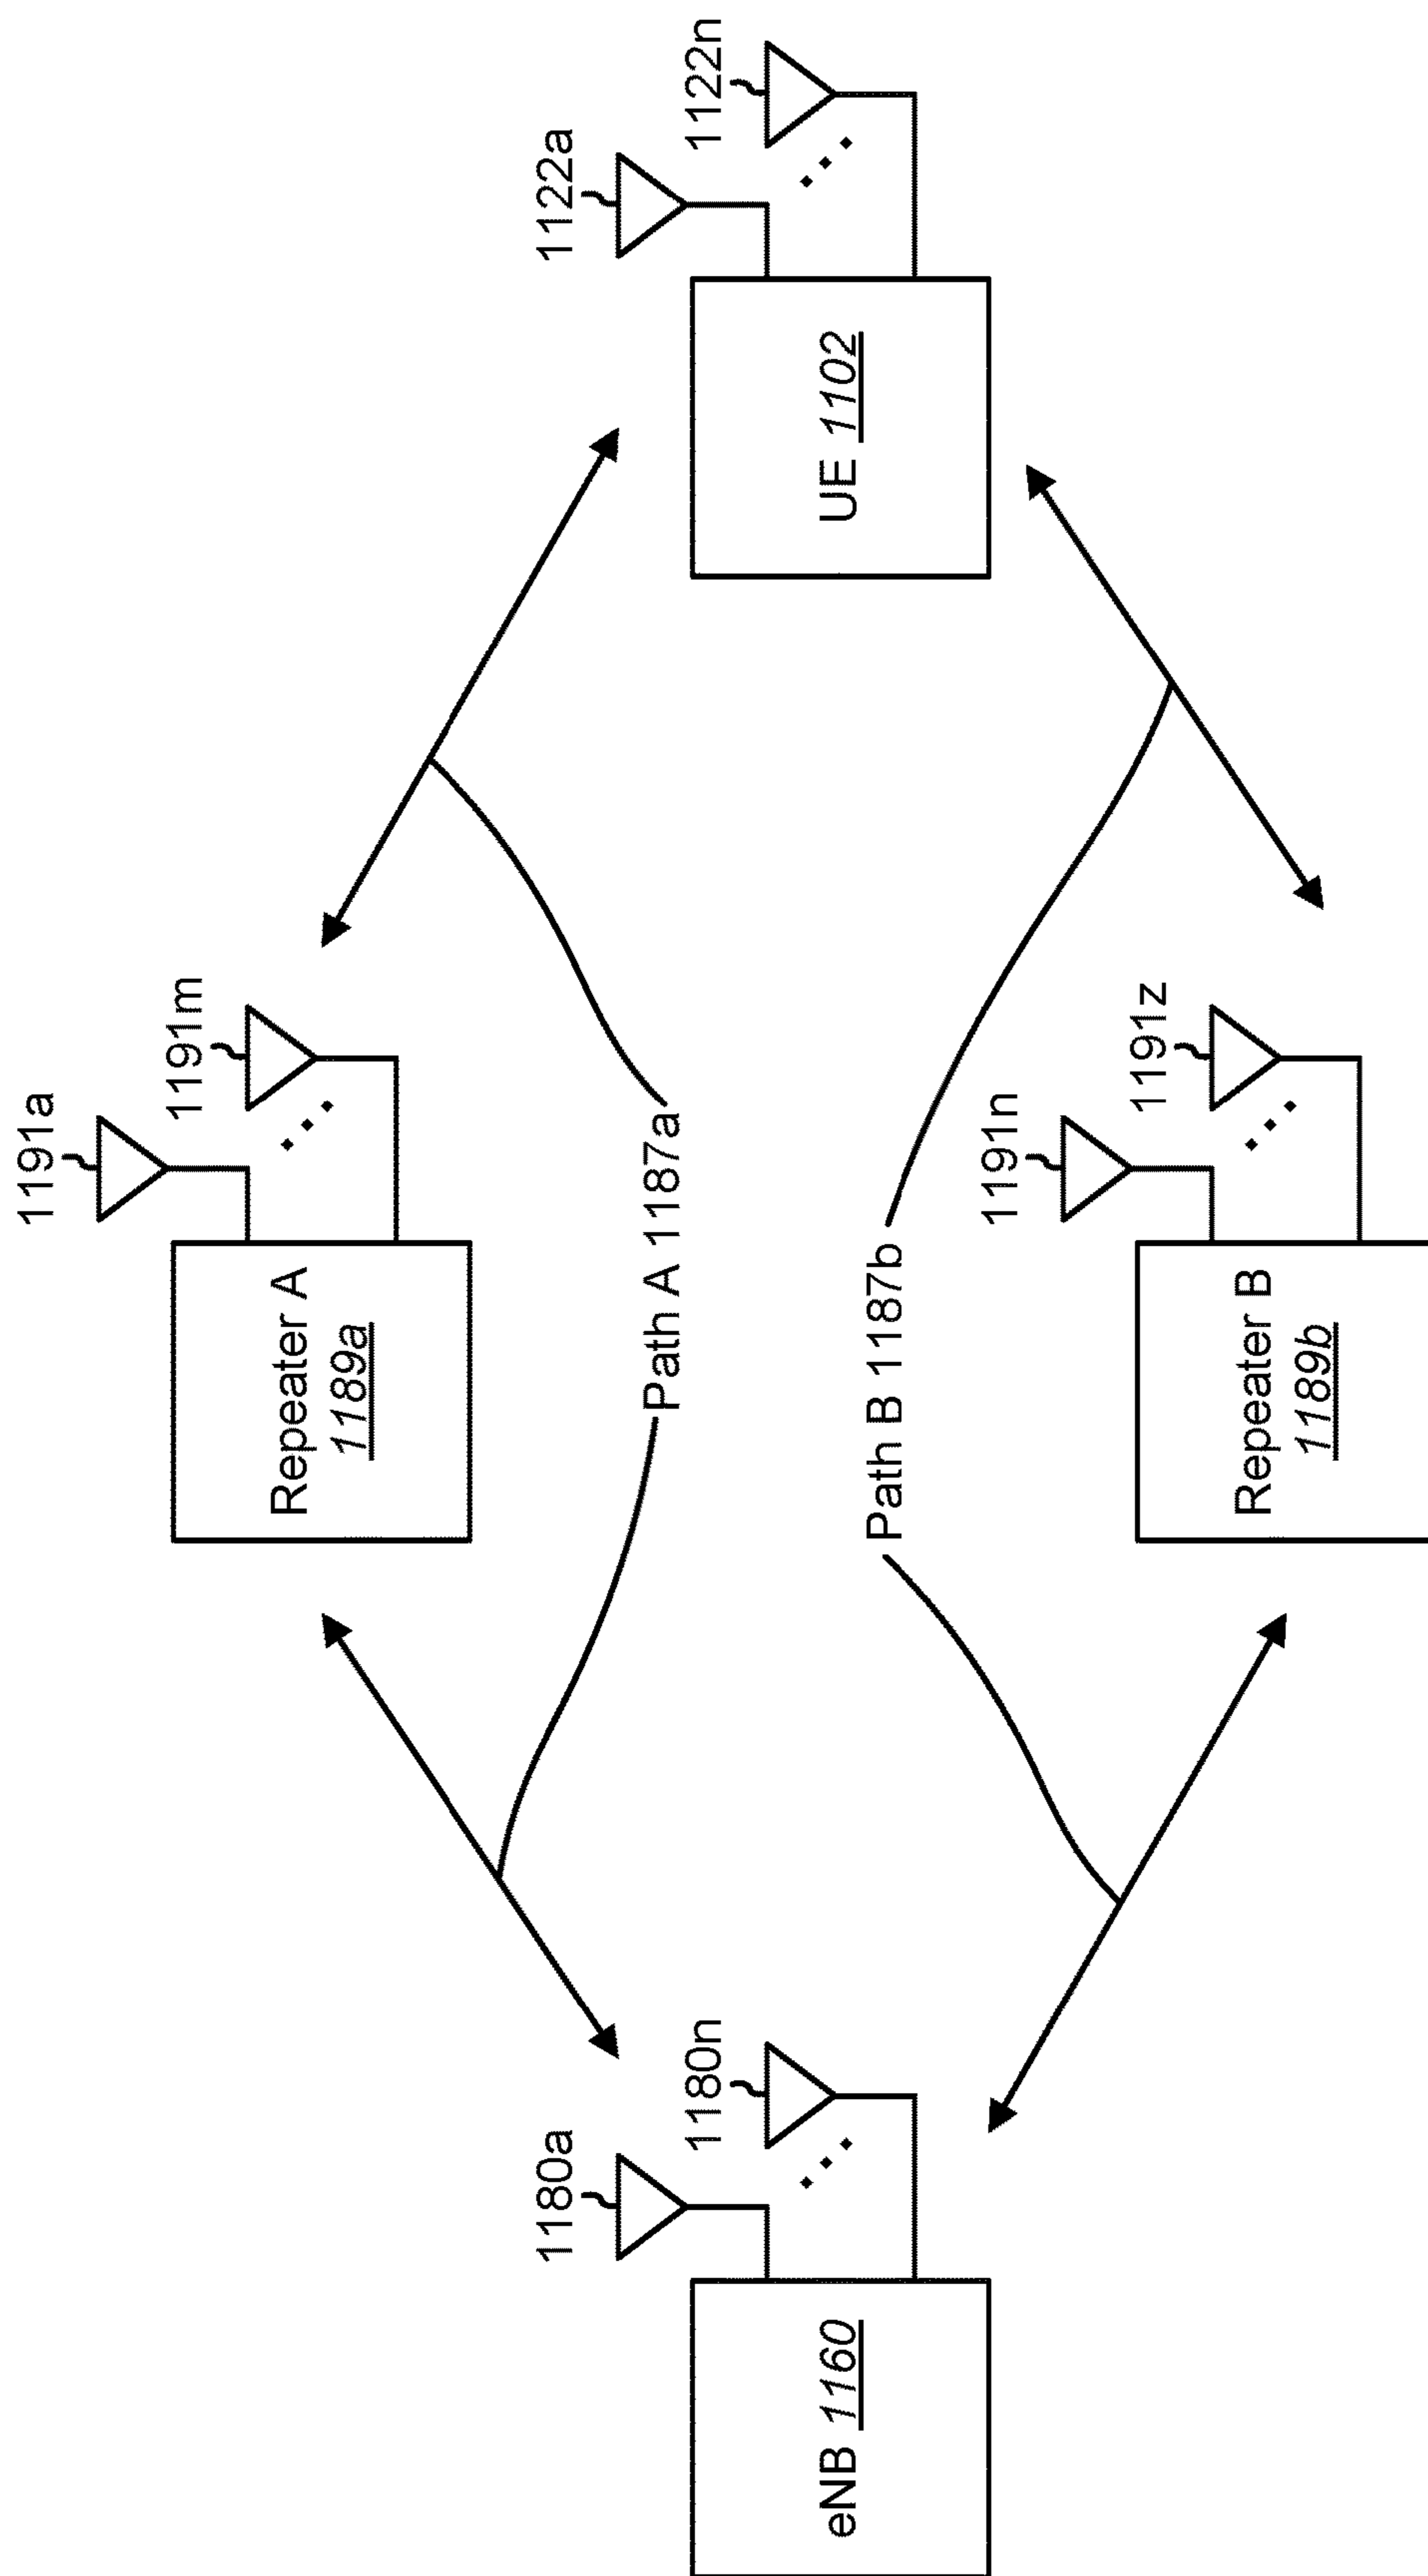 1191a
1191m
Repeater A
1189a
1180a
1180n
eNB 1160
Path A 1187a
1122a
1122n
UE 1102
Path B 1187b
1191n
1191z
Repeater B
1189b